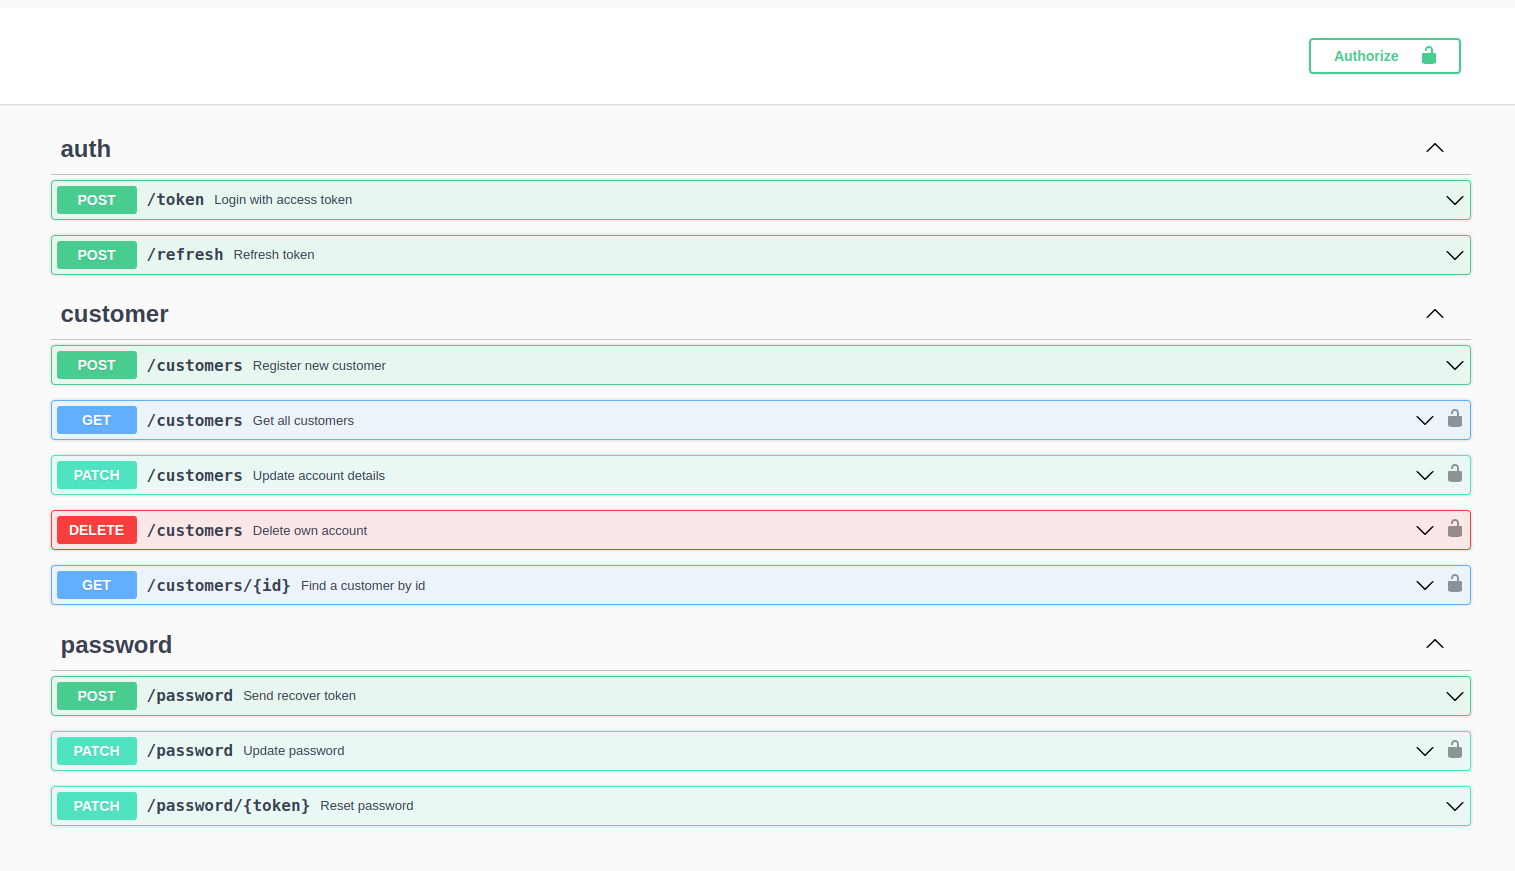 Authorize
auth
POST /token Login with access token
POST /refresh Refresh token
customer
POST /customers Register new customer
GET /customers Get all customers
PATCH /customers Update account details
DELETE /customers Delete own account
GET /customers/{id} Find a customer by id
password
POST /password Send recover token
PATCH /password Update password
PATCH /password/{token} Reset password